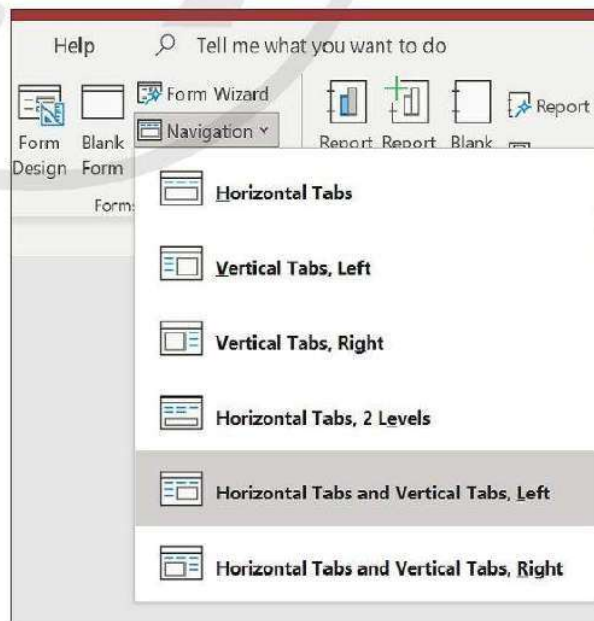 Help
Tell me what you want to do
Form Wizard
Navigation
Report
Form
Design
Blank
Form
Report Report Blank
Form
Horizontal Tabs
Vertical Tabs, Left
Vertical Tabs, Right
Horizontal Tabs, 2 Levels
Horizontal Tabs and Vertical Tabs, Left
Horizontal Tabs and Vertical Tabs, Right